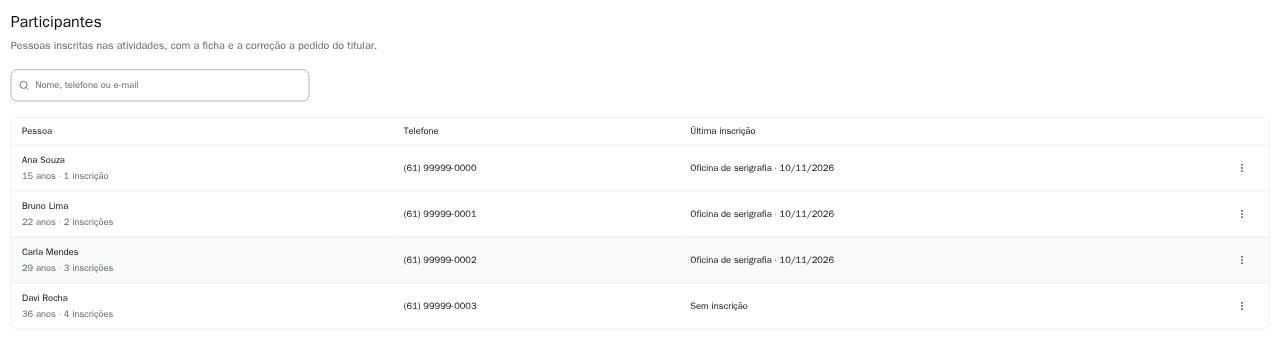 Participantes
Pessoas inscritas nas atividades, com a ficha e a correção a pedido do titular.
Nome, telefone ou e-mail
Pessoa Telefone Última inscrição
Ana Souza
15 anos · 1 inscrição
(61) 99999-0000 Oficina de serigrafia · 10/11/2026
Bruno Lima
22 anos · 2 inscrições
(61) 99999-0001 Oficina de serigrafia · 10/11/2026
Carla Mendes
29 anos · 3 inscrições
(61) 99999-0002 Oficina de serigrafia · 10/11/2026
Davi Rocha
36 anos · 4 inscrições
(61) 99999-0003 Sem inscrição